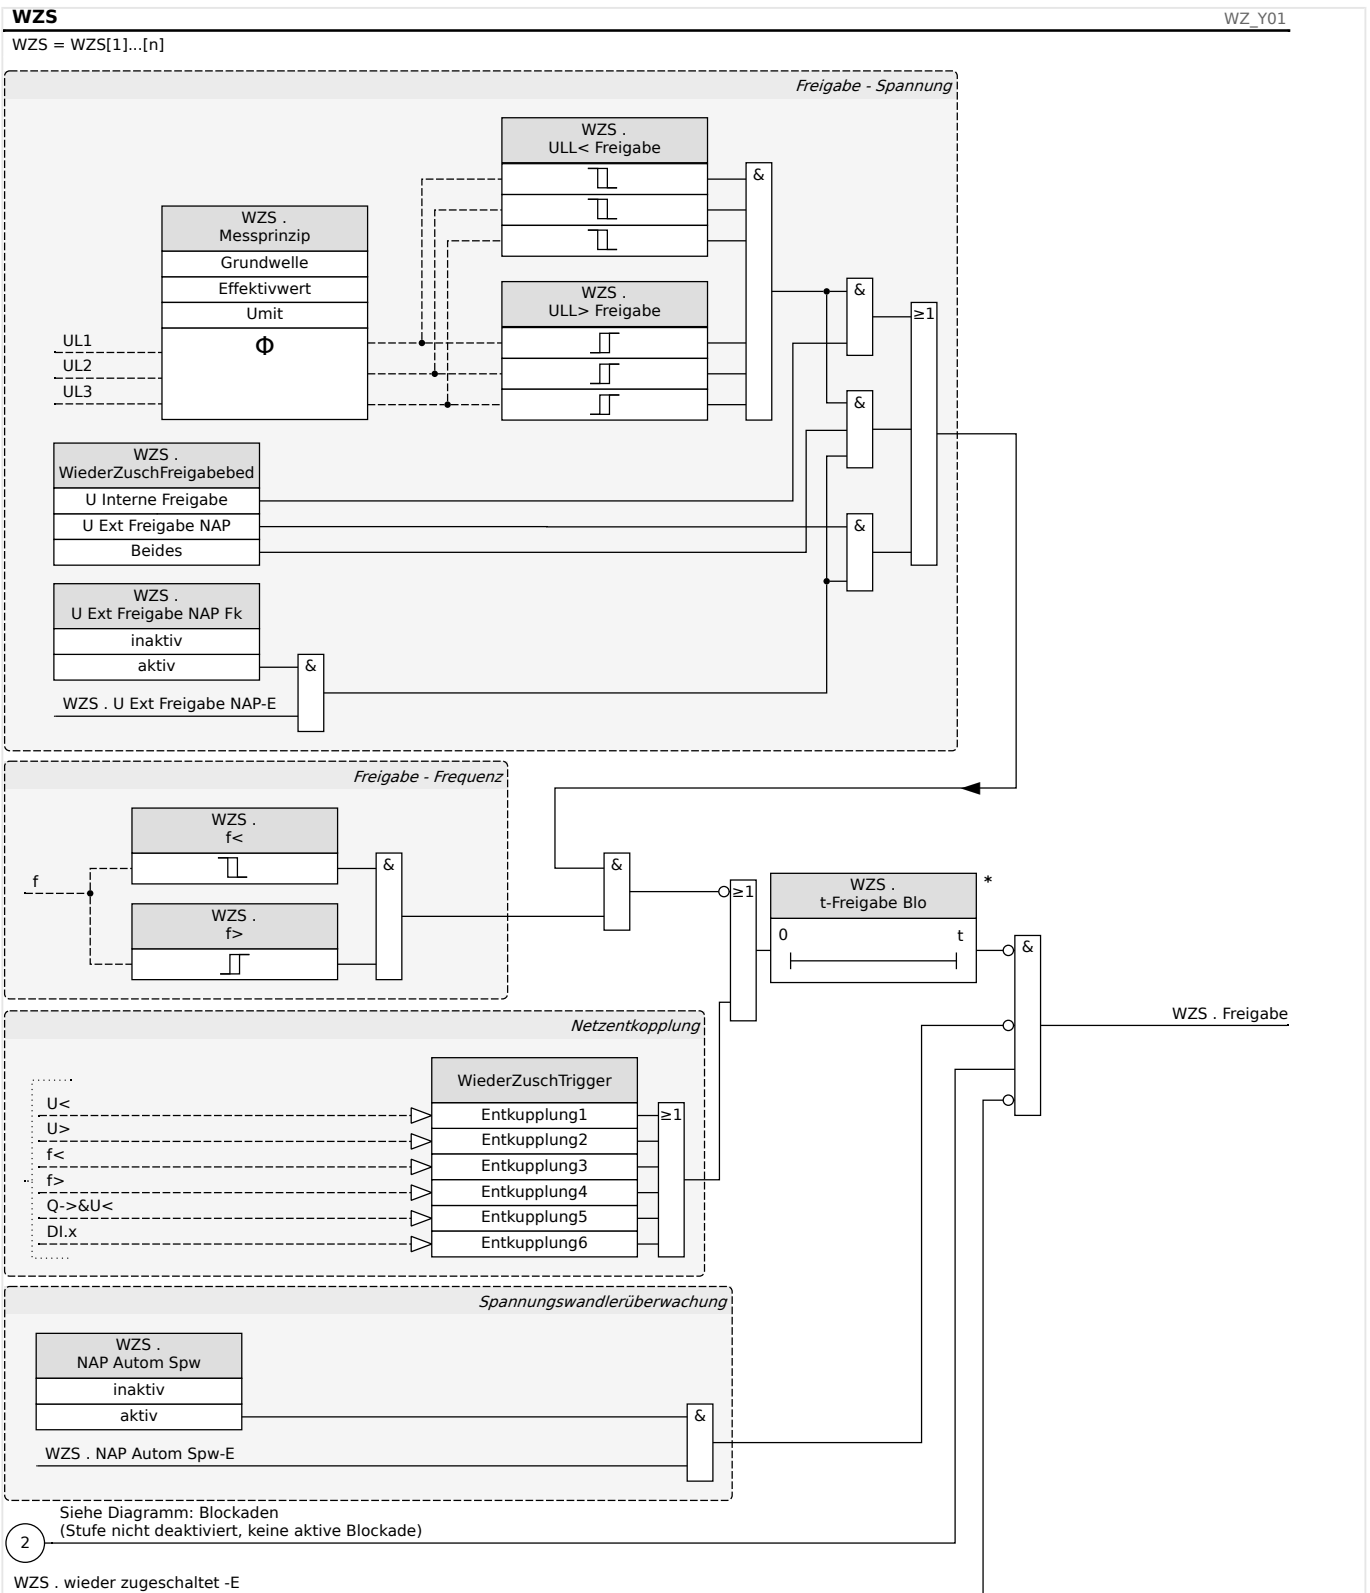 WZS
WZ_Y01
WZS = WZS[1]...[n]
Freigabe - Spannung
WZS .
ULL< Freigabe
&
WZS .
Messprinzip
Grundwelle
Effektivwert
Umit
Φ
UL1
UL2
UL3
WZS .
ULL> Freigabe
&
≥1
&
WZS .
WiederZuschFreigabebed
U Interne Freigabe
U Ext Freigabe NAP
Beides
&
WZS .
U Ext Freigabe NAP Fk
inaktiv
aktiv
&
WZS . U Ext Freigabe NAP-E
Freigabe - Frequenz
WZS .
f<
f
&
WZS .
f>
&
≥1
WZS .
t-Freigabe Blo
*
0
t
&
WZS . Freigabe
Netzentkopplung
WiederZuschTrigger
U<
Entkupplung1
≥1
U>
Entkupplung2
f<
Entkupplung3
f>
Entkupplung4
Q->&U<
Entkupplung5
DI.x
Entkupplung6
Spannungswandlerüberwachung
WZS .
NAP Autom Spw
inaktiv
aktiv
&
WZS . NAP Autom Spw-E
Siehe Diagramm: Blockaden
(Stufe nicht deaktiviert, keine aktive Blockade)
2
WZS . wieder zugeschaltet -E